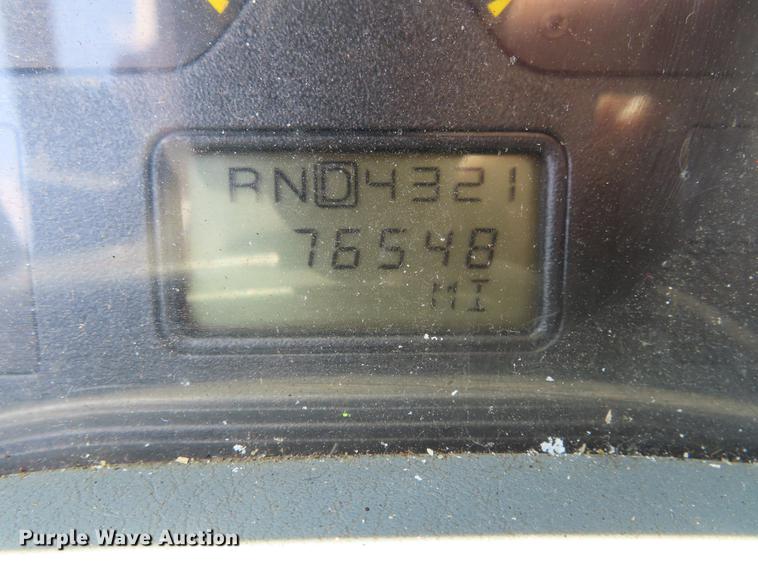 RND4321
76548
MI
Purple Wave Auction